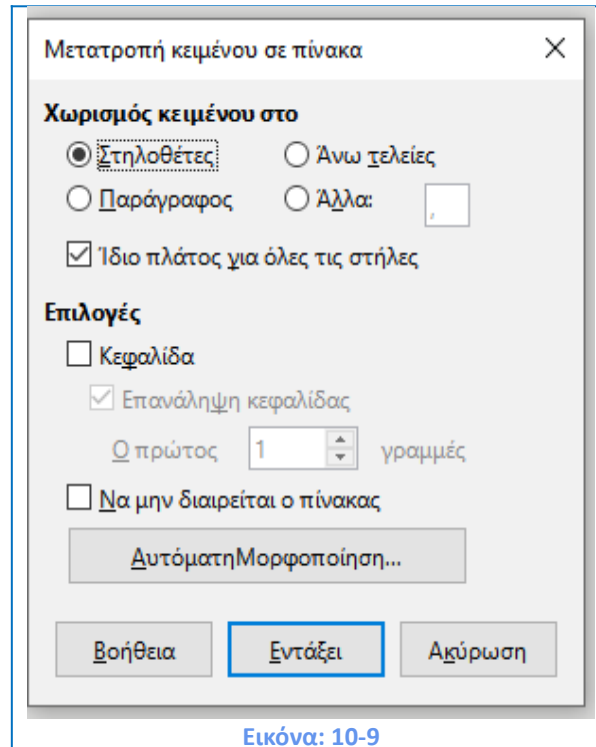 Μετατροπή κειμένου σε πίνακα
Χωρισμός κειμένου στο
Στηλοθέτες Άνω τελείες
Παράγραφος Άλλα: ,
Ίδιο πλάτος για όλες τις στήλες
Επιλογές
Κεφαλίδα
Επανάληψη κεφαλίδας
Ο πρώτος 1 γραμμές
Να μην διαιρείται ο πίνακας
ΑυτόματηΜορφοποίηση...
Βοήθεια Εντάξει Ακύρωση
Εικόνα: 10-9